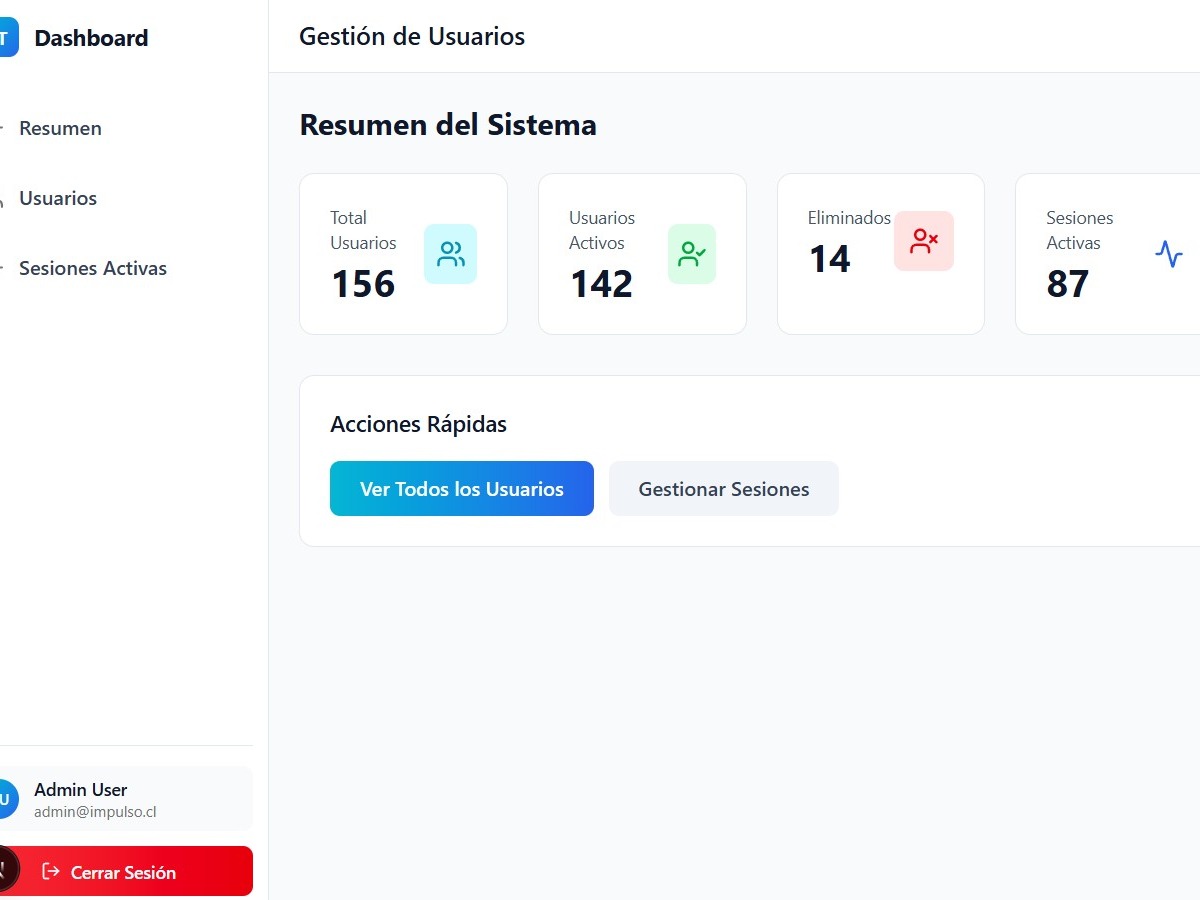 T Dashboard
Resumen
Usuarios
Sesiones Activas
Admin User
admin@impulso.cl
Cerrar Sesión
Gestión de Usuarios
Resumen del Sistema
Total
Usuarios
156
Usuarios
Activos
142
Eliminados
14
Sesiones
Activas
87
Acciones Rápidas
Ver Todos los Usuarios
Gestionar Sesiones